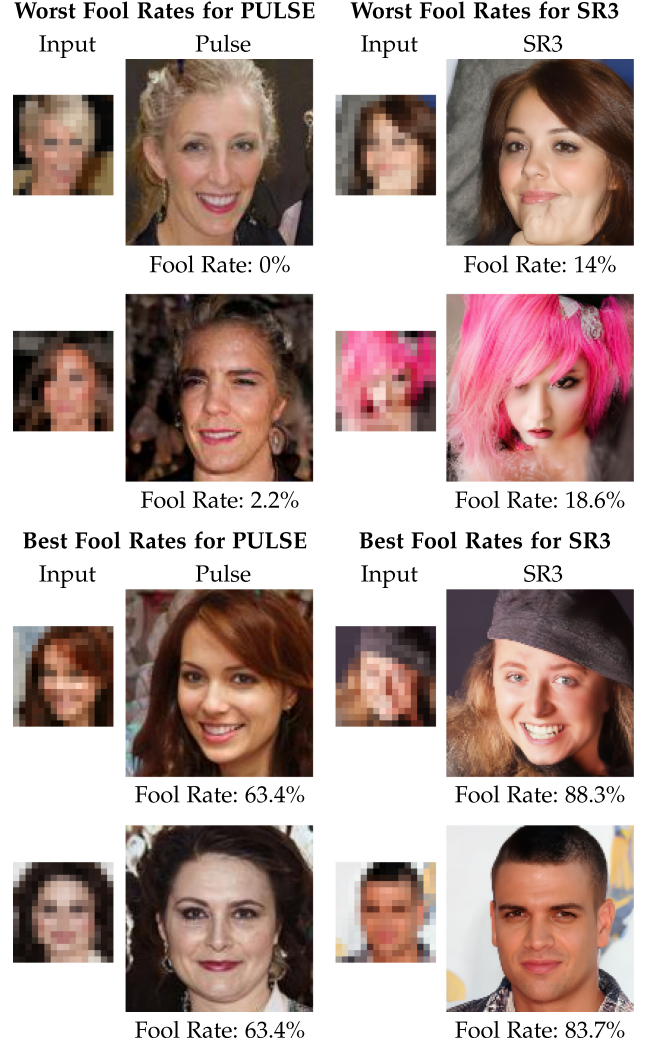 Worst Fool Rates for PULSE
Worst Fool Rates for SR3
Input
Pulse
Input
SR3
Fool Rate: 0%
Fool Rate: 14%
Fool Rate: 2.2%
Fool Rate: 18.6%
Best Fool Rates for PULSE
Best Fool Rates for SR3
Input
Pulse
Input
SR3
Fool Rate: 63.4%
Fool Rate: 88.3%
Fool Rate: 63.4%
Fool Rate: 83.7%